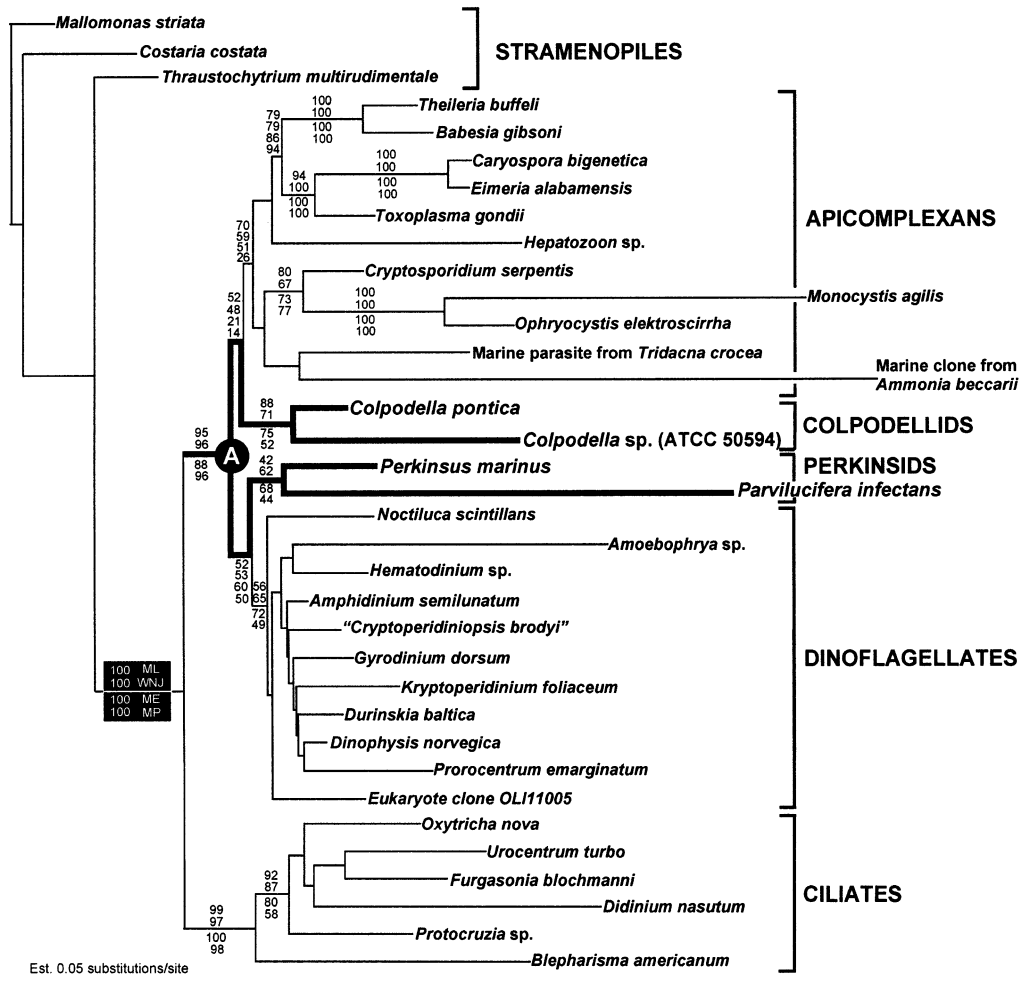 Mallomonas striata
Costaria costata
STRAMENOPILES
Thraustochytrium multirudimentale
Theileria buffeli
100
100
100
100
79
79
86
94
Babesia gibsoni
Caryospora bigenetica
100
100
100
100
Eimeria alabamensis
94
100
100
100
Toxoplasma gondii
APICOMPLEXANS
70
59
51
26
Hepatozoon sp.
Cryptosporidium serpentis
80
67
73
77
100
100
100
100
Monocystis agilis
Ophryocystis elektroscirrha
52
48
21
14
Marine parasite from Tridacna crocea
Marine clone from
Ammonia beccarii
88
71
75
52
Colpodella pontica
COLPODELLIDS
Colpodella sp. (ATCC 50594)
95
96
88
96
A
42
62
68
44
Perkinsus marinus
PERKINSIDS
Parvilucifera infectans
Noctiluca scintillans
Amoebophrya sp.
52
53
60
50
56
65
72
49
Hematodinium sp.
Amphidinium semilunatum
“Cryptoperidiniopsis brodyi”
Gyrodinium dorsum
DINOFLAGELLATES
Kryptoperidinium foliaceum
100 ML
100 WNJ
100 ME
100 MP
Durinskia baltica
Dinophysis norvegica
Prorocentrum emarginatum
Eukaryote clone OLI11005
Oxytricha nova
Urocentrum turbo
92
87
80
58
Furgasonia blochmanni
CILIATES
Didinium nasutum
99
97
100
98
Protocruzia sp.
Blepharisma americanum
Est. 0.05 substitutions/site